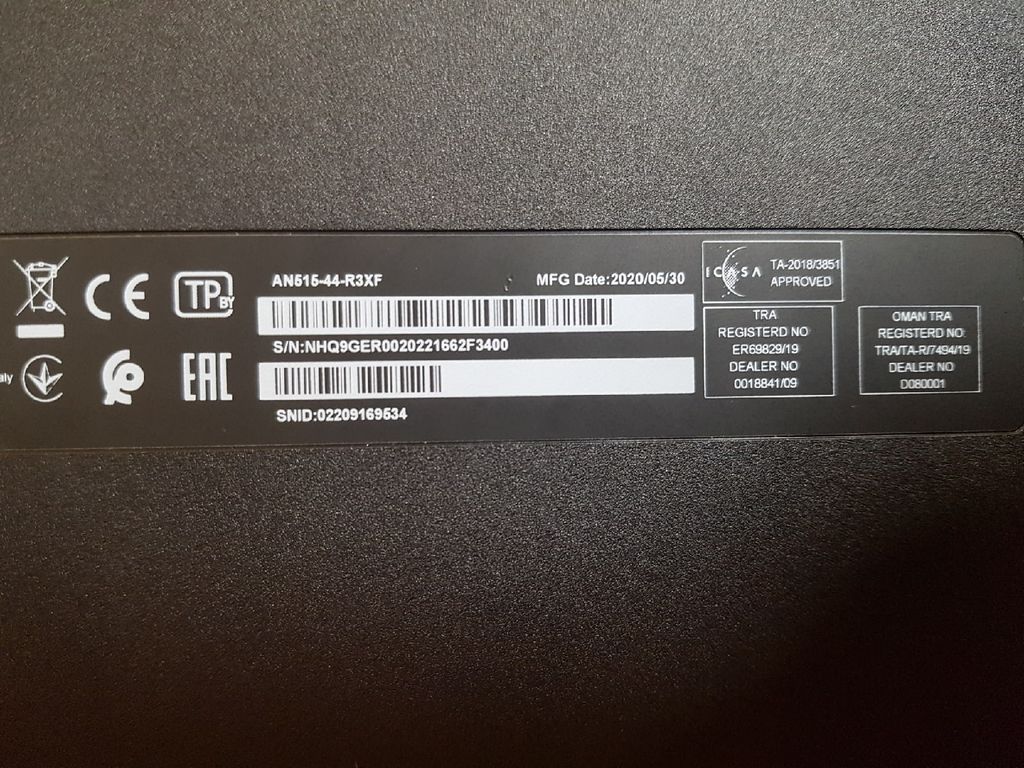 CE
TP
BY
AN515-44-R3XF
MFG Date:2020/05/30
S/N:NHQ9GER0020221662F3400
aly
EAC
SNID:02209169534
ICASA
TA-2018/3851
APPROVED
TRA
REGISTERD NO
ER69829/19
DEALER NO
0018841/09
OMAN TRA
REGISTERD NO
TRA/TA-R/7494/19
DEALER NO
D080001